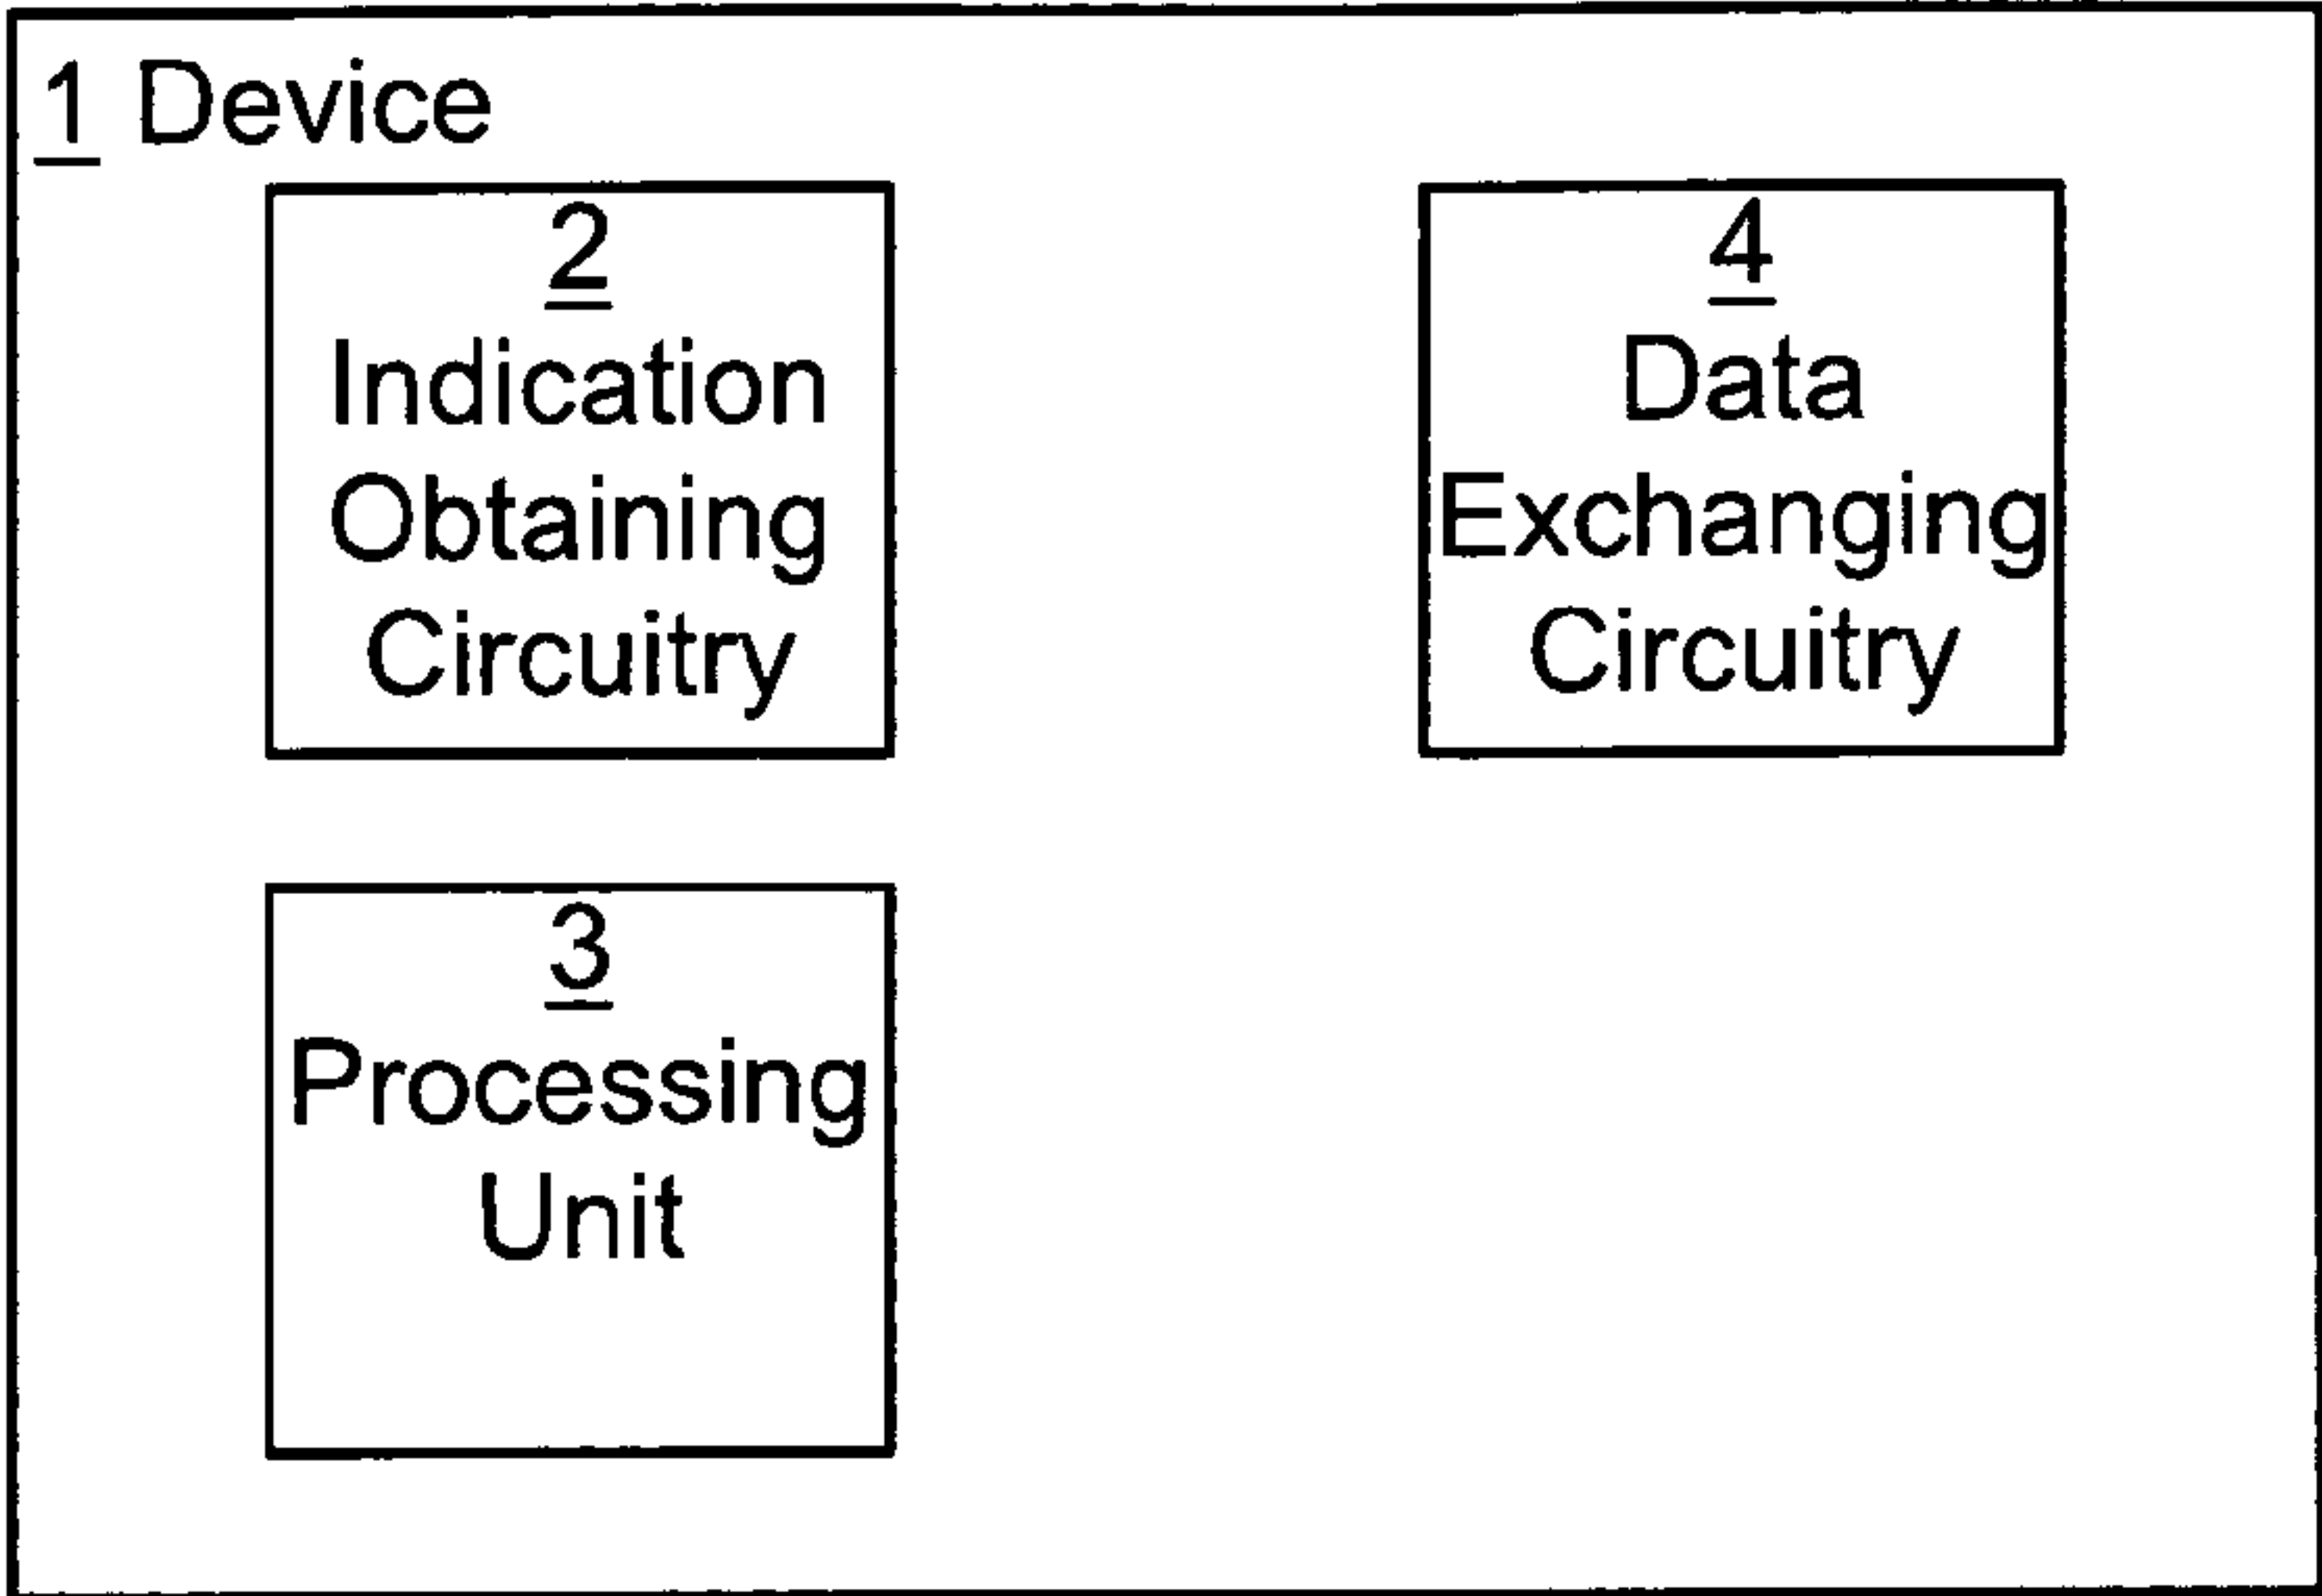 1 Device
2
Indication
Obtaining
Circuitry
4
Data
Exchanging
Circuitry
3
Processing
Unit